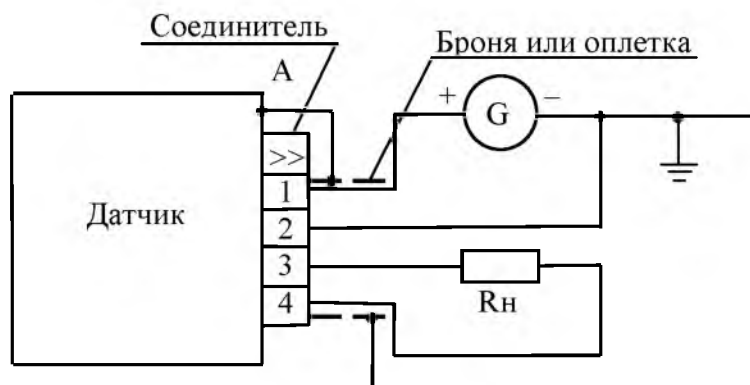 Соединитель
Броня или оплетка
А
+
G
–
>>
1
Датчик
2
3
4
Rн